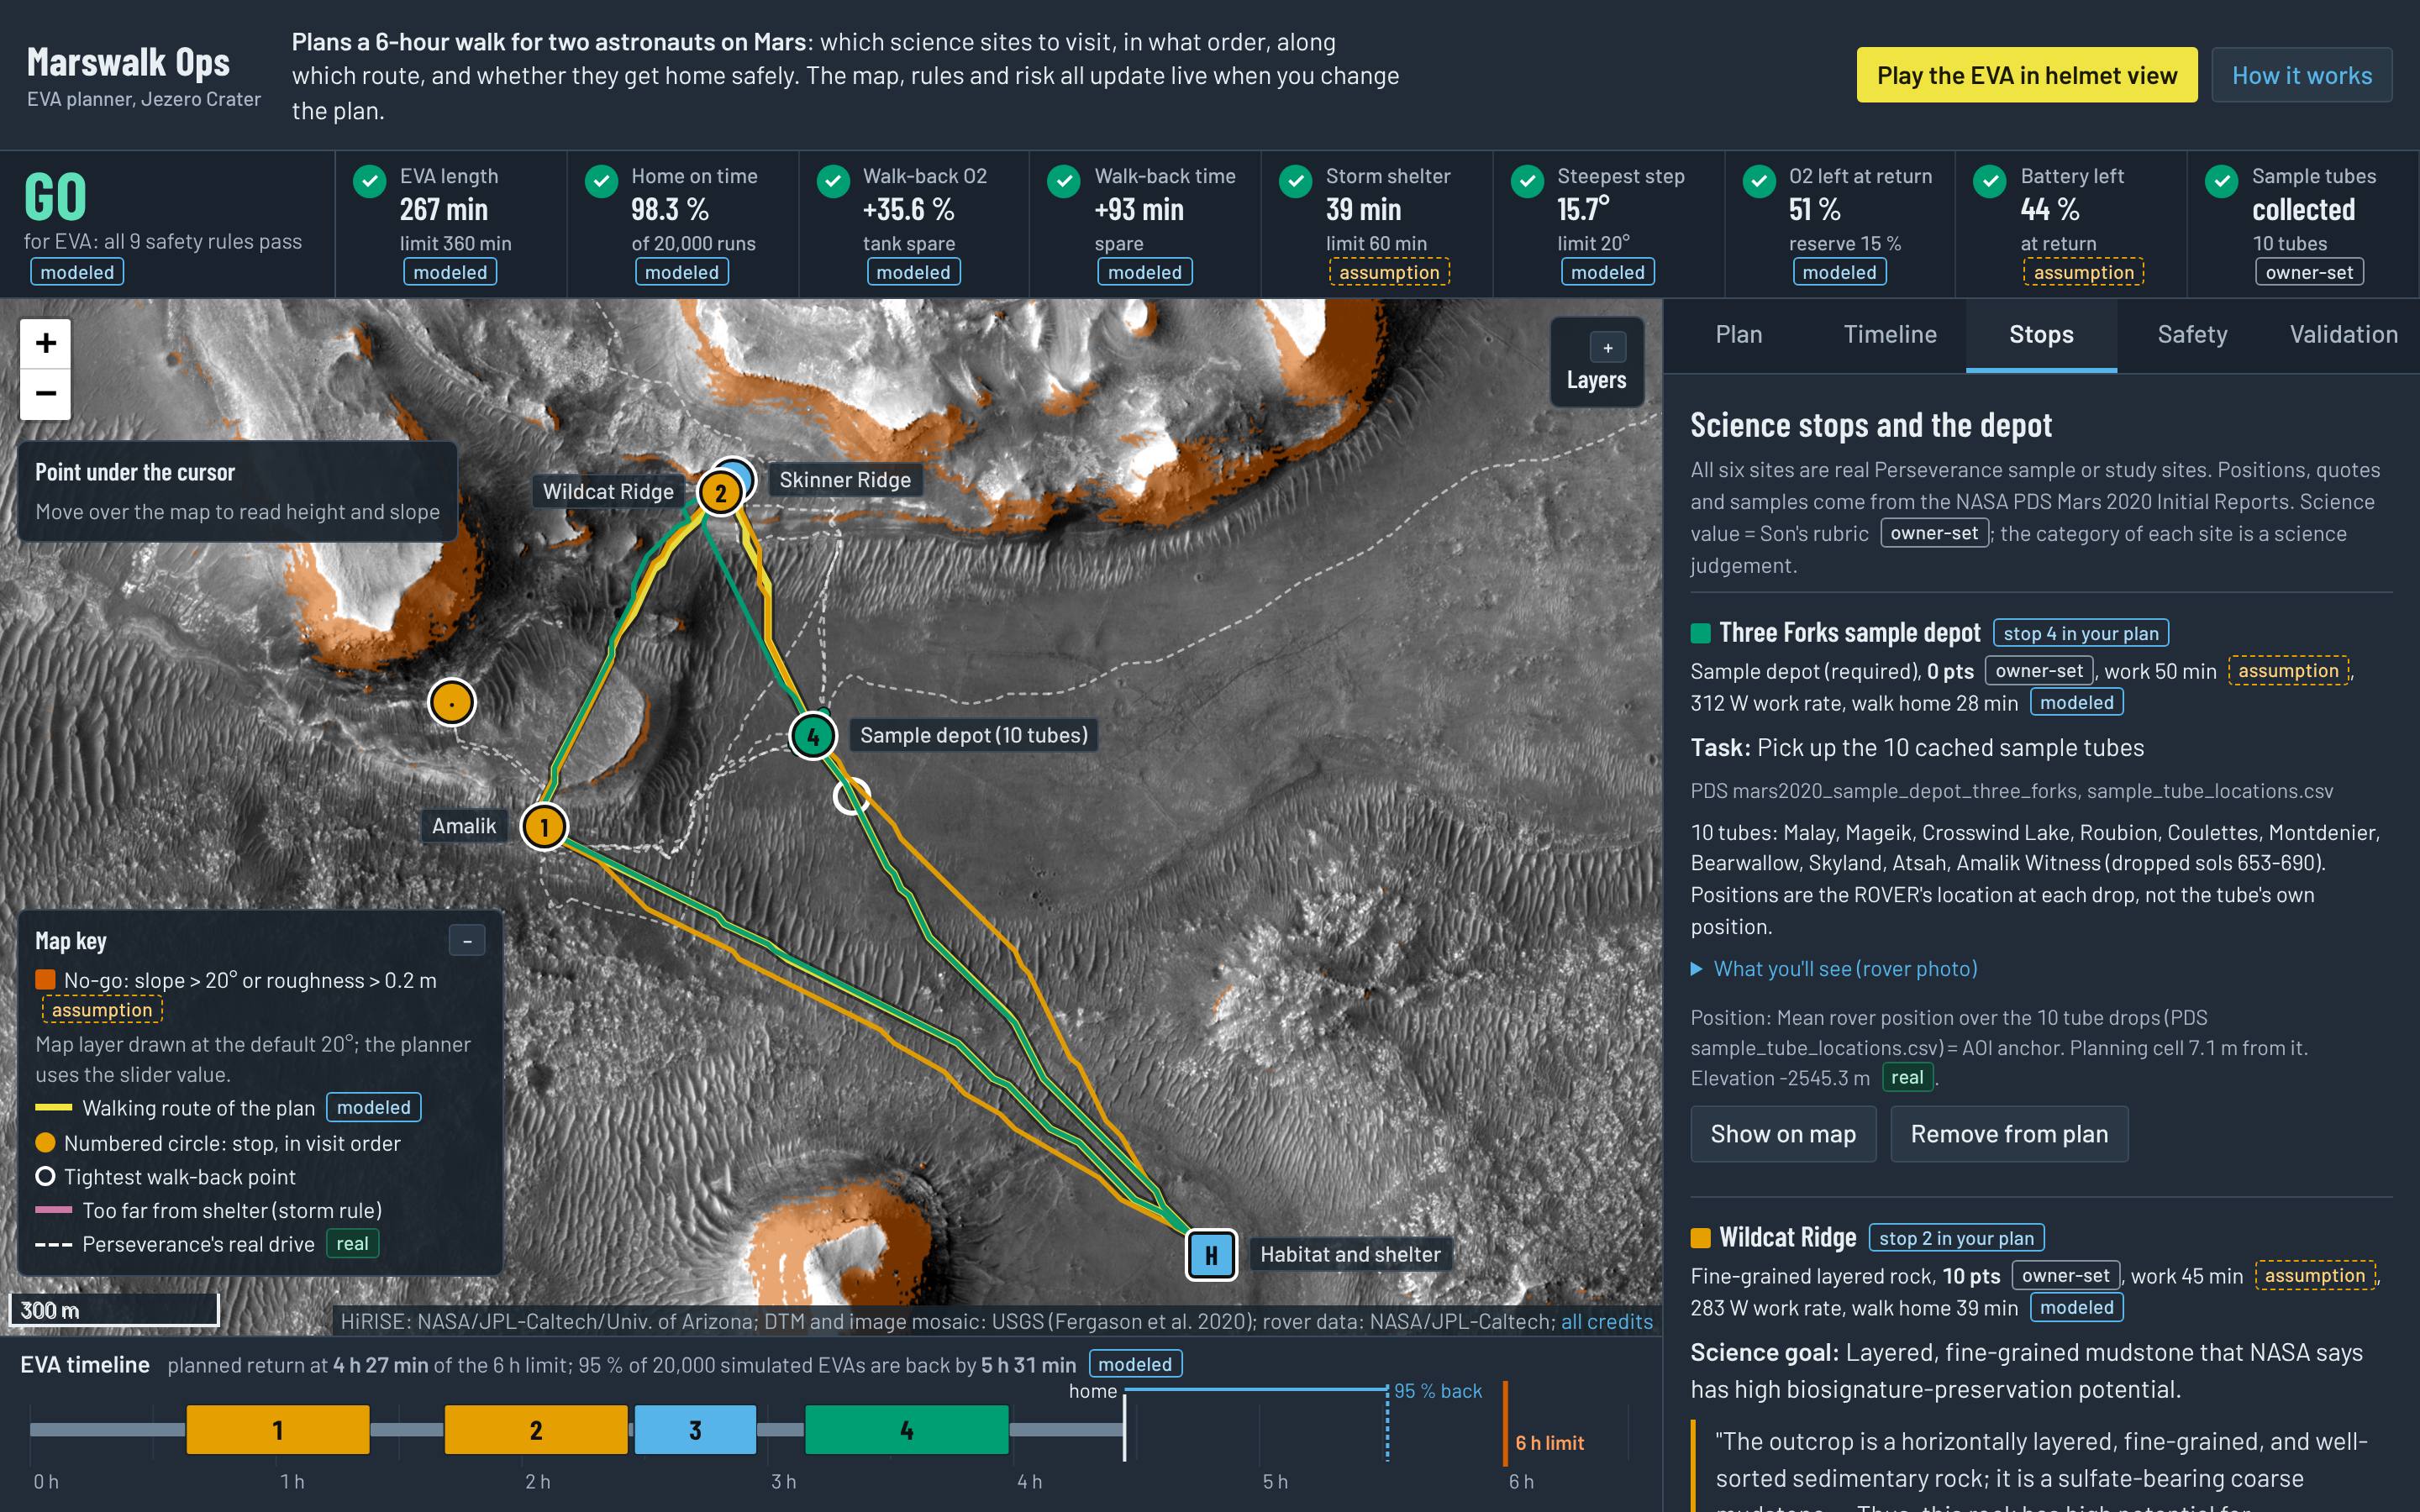 Marswalk Ops
EVA planner, Jezero Crater
Plans a 6-hour walk for two astronauts on Mars: which science sites to visit, in what order, along
which route, and whether they get home safely. The map, rules and risk all update live when you change
the plan.
Play the EVA in helmet view
How it works
GO
for EVA: all 9 safety rules pass
modeled
EVA length
267 min
limit 360 min
modeled
Home on time
98.3 %
of 20,000 runs
modeled
Walk-back O2
+35.6 %
tank spare
modeled
Walk-back time
+93 min
spare
modeled
Storm shelter
39 min
limit 60 min
assumption
Steepest step
15.7°
limit 20°
modeled
O2 left at return
51 %
reserve 15 %
modeled
Battery left
44 %
at return
assumption
Sample tubes
collected
10 tubes
owner-set
+
−
Point under the cursor
Move over the map to read height and slope
+
Layers
Wildcat Ridge
2
Skinner Ridge
4
Sample depot (10 tubes)
Amalik
1
H
Habitat and shelter
Map key
–
No-go: slope > 20° or roughness > 0.2 m
assumption
Map layer drawn at the default 20°; the planner
uses the slider value.
Walking route of the plan modeled
Numbered circle: stop, in visit order
Tightest walk-back point
Too far from shelter (storm rule)
Perseverance's real drive real
300 m
HiRISE: NASA/JPL-Caltech/Univ. of Arizona; DTM and image mosaic: USGS (Fergason et al. 2020); rover data: NASA/JPL-Caltech; all credits
EVA timeline planned return at 4 h 27 min of the 6 h limit; 95 % of 20,000 simulated EVAs are back by 5 h 31 min modeled
home
95 % back
1
2
3
4
6 h limit
0 h
1 h
2 h
3 h
4 h
5 h
6 h
Plan
Timeline
Stops
Safety
Validation
Science stops and the depot
All six sites are real Perseverance sample or study sites. Positions, quotes
and samples come from the NASA PDS Mars 2020 Initial Reports. Science
value = Son's rubric owner-set; the category of each site is a science
judgement.
Three Forks sample depot stop 4 in your plan
Sample depot (required), 0 pts owner-set, work 50 min assumption,
312 W work rate, walk home 28 min modeled
Task: Pick up the 10 cached sample tubes
PDS mars2020_sample_depot_three_forks, sample_tube_locations.csv
10 tubes: Malay, Mageik, Crosswind Lake, Roubion, Coulettes, Montdenier,
Bearwallow, Skyland, Atsah, Amalik Witness (dropped sols 653-690).
Positions are the ROVER's location at each drop, not the tube's own
position.
What you'll see (rover photo)
Position: Mean rover position over the 10 tube drops (PDS
sample_tube_locations.csv) = AOI anchor. Planning cell 7.1 m from it.
Elevation -2545.3 m real.
Show on map
Remove from plan
Wildcat Ridge stop 2 in your plan
Fine-grained layered rock, 10 pts owner-set, work 45 min assumption,
283 W work rate, walk home 39 min modeled
Science goal: Layered, fine-grained mudstone that NASA says
has high biosignature-preservation potential.
"The outcrop is a horizontally layered, fine-grained, and well-
sorted sedimentary rock; it is a sulfate-bearing coarse